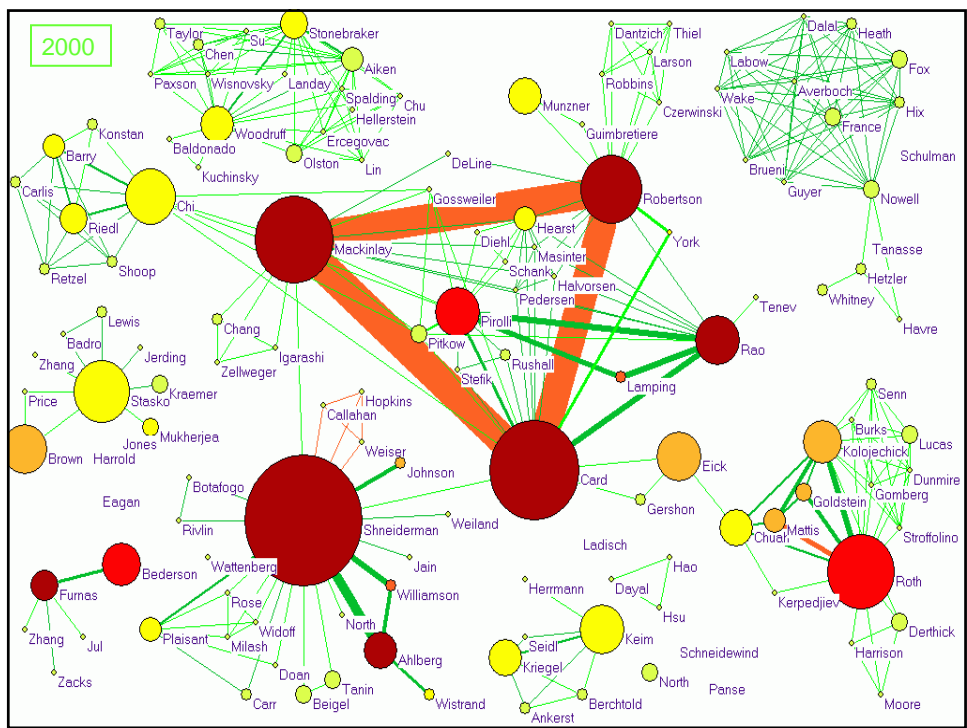 2000
Taylor
Su
Stonebraker
Chen
Aiken
Paxson
Wisnovsky
Landay
Spalding
Chu
Hellerstein
Woodruff
Ercegovac
Baldonado
Olston
Lin
Kuchinsky
Dantzich
Thiel
Larson
Robbins
Munzner
Czerwinski
Guimbretiere
Dalal
Heath
Labow
Fox
Averboch
Wake
Hix
France
Schulman
Brueni
Guyer
Nowell
Tanasse
Hetzler
Whitney
Havre
Konstan
Barry
Carlis
Chi
Riedl
Shoop
Retzel
DeLine
Gossweiler
Robertson
Mackinlay
Hearst
York
Diehl
Masinter
Schank
Halvorsen
Pedersen
Pirolli
Pitkow
Tenev
Rao
Rushall
Stefik
Lamping
Chang
Igarashi
Zellweger
Lewis
Badro
Zhang
Jerding
Stasko
Kraemer
Price
Mukherjea
Jones
Brown
Harrold
Eagan
Hopkins
Callahan
Weiser
Johnson
Botafogo
Rivlin
Shneiderman
Weiland
Card
Eick
Gershon
Ladisch
Senn
Burks
Lucas
Kolojechick
Dunmire
Goldstein
Gomberg
Mattis
Chuah
Stroffolino
Roth
Kerpedjiev
Derthick
Harrison
Moore
Bederson
Furnas
Zhang
Jul
Zacks
Wattenberg
Jain
Williamson
Rose
North
Plaisant
Widoff
Milash
Ahlberg
Doan
Tanin
Carr
Beigel
Wistrand
Herrmann
Dayal
Hao
Hsu
Seidl
Keim
Kriegel
Schneidewind
North
Panse
Berchtold
Ankerst